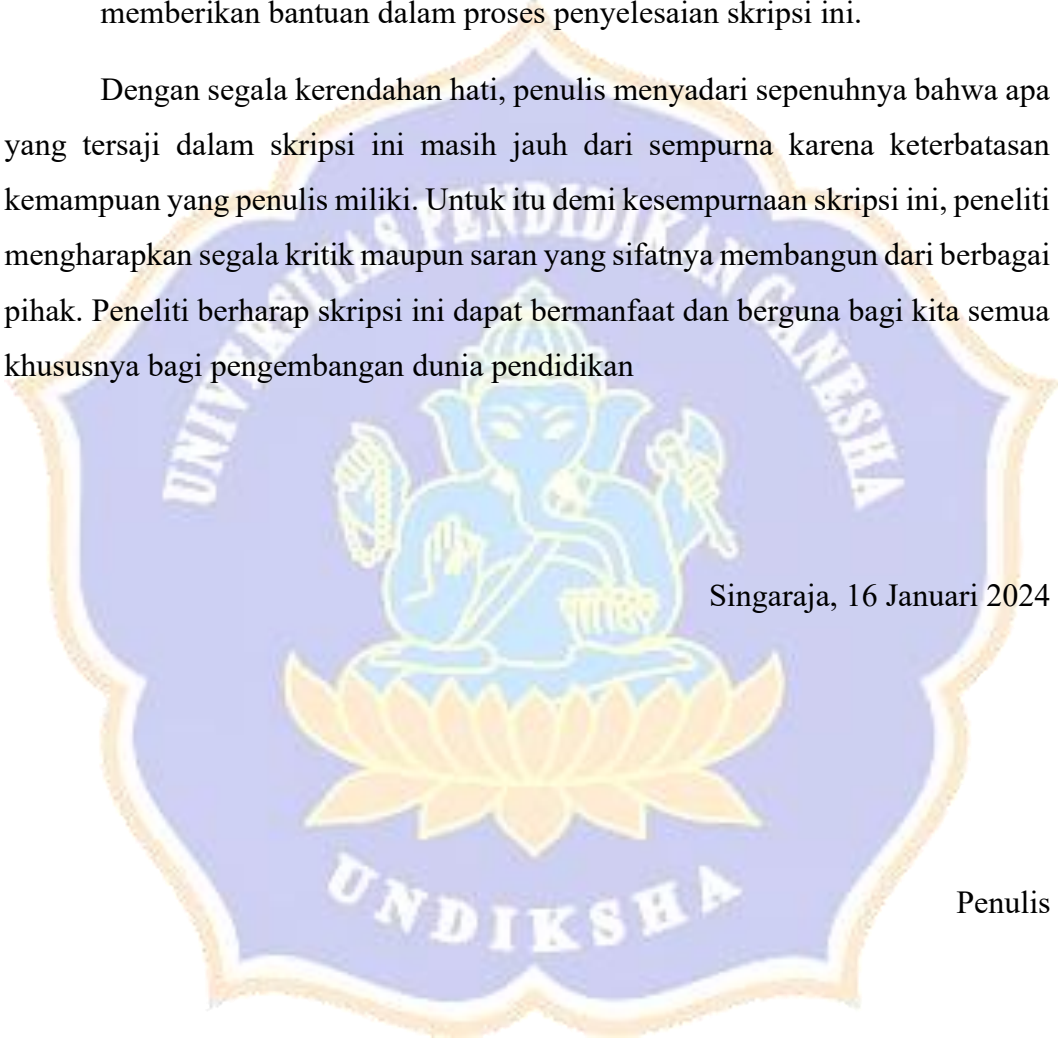 memberikan bantuan dalam proses penyelesaian skripsi ini.
Dengan segala kerendahan hati, penulis menyadari sepenuhnya bahwa apa
yang tersaji dalam skripsi ini masih jauh dari sempurna karena keterbatasan
kemampuan yang penulis miliki. Untuk itu demi kesempurnaan skripsi ini, peneliti
mengharapkan segala kritik maupun saran yang sifatnya membangun dari berbagai
pihak. Peneliti berharap skripsi ini dapat bermanfaat dan berguna bagi kita semua
khususnya bagi pengembangan dunia pendidikan
UNIVERSITAS PENDIDIKAN GANESHA
Singaraja, 16 Januari 2024
Penulis
UNDIKSHA